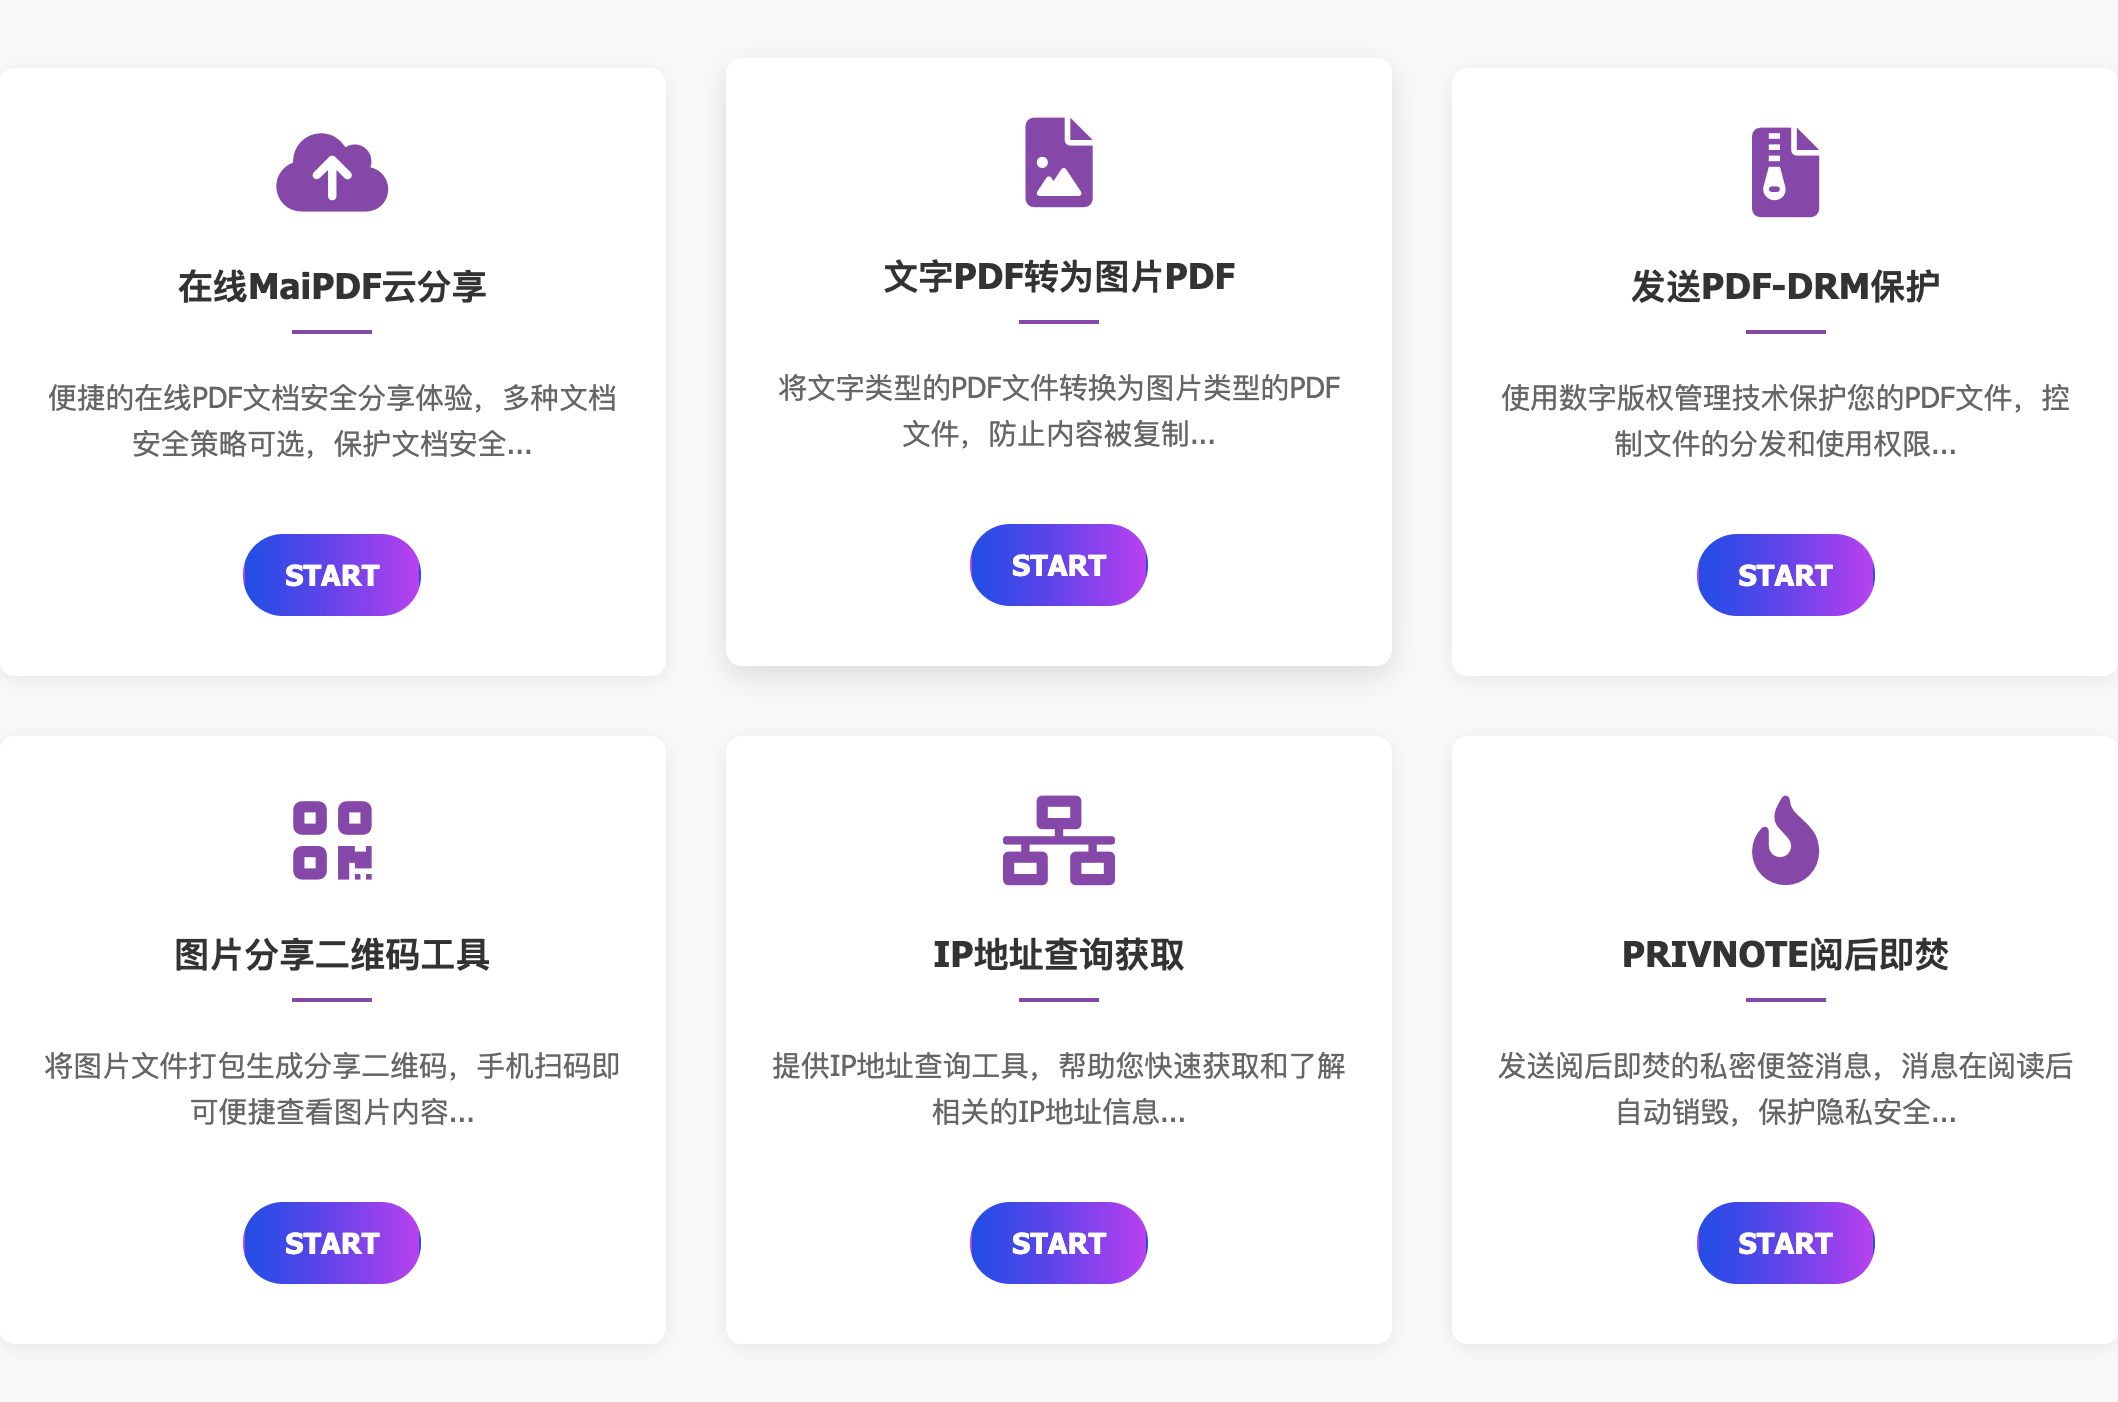 在线MaiPDF云分享
便捷的在线PDF文档安全分享体验，多种文档
安全策略可选，保护文档安全...
START
文字PDF转为图片PDF
将文字类型的PDF文件转换为图片类型的PDF
文件，防止内容被复制...
START
发送PDF-DRM保护
使用数字版权管理技术保护您的PDF文件，控
制文件的分发和使用权限...
START
图片分享二维码工具
将图片文件打包生成分享二维码，手机扫码即
可便捷查看图片内容...
START
IP地址查询获取
提供IP地址查询工具，帮助您快速获取和了解
相关的IP地址信息...
START
PRIVNOTE阅后即焚
发送阅后即焚的私密便签消息，消息在阅读后
自动销毁，保护隐私安全...
START